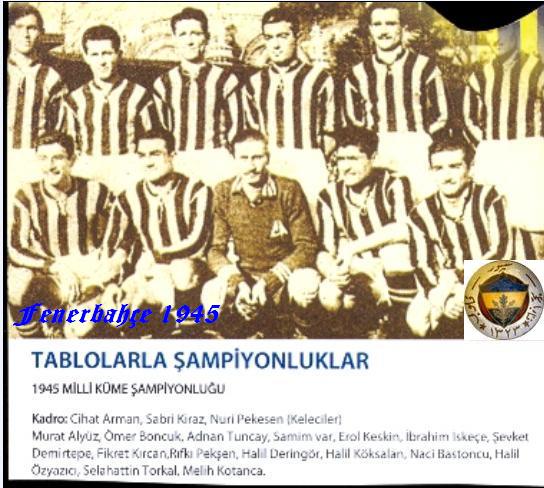 Fenerbahçe 1945
TABLOLARLA ŞAMPİYONLUKLAR
1945 MİLLİ KÜME ŞAMPİYONLUĞU
Kadro: Cihat Arman, Sabri Kiraz, Nuri Pekesen (Keleciler)
Murat Alyüz, Ömer Boncuk, Adnan Tuncay, Samim var, Erol Keskin, İbrahim İskeçe, Şevket
Demirtepe, Fikret Kırcan,Rıfkı Pekşen, Halil Deringör, Halil Köksalan, Naci Bastoncu, Halil
Özyazıcı, Selahattin Torkal, Melih Kotanca.
١٣٢٣